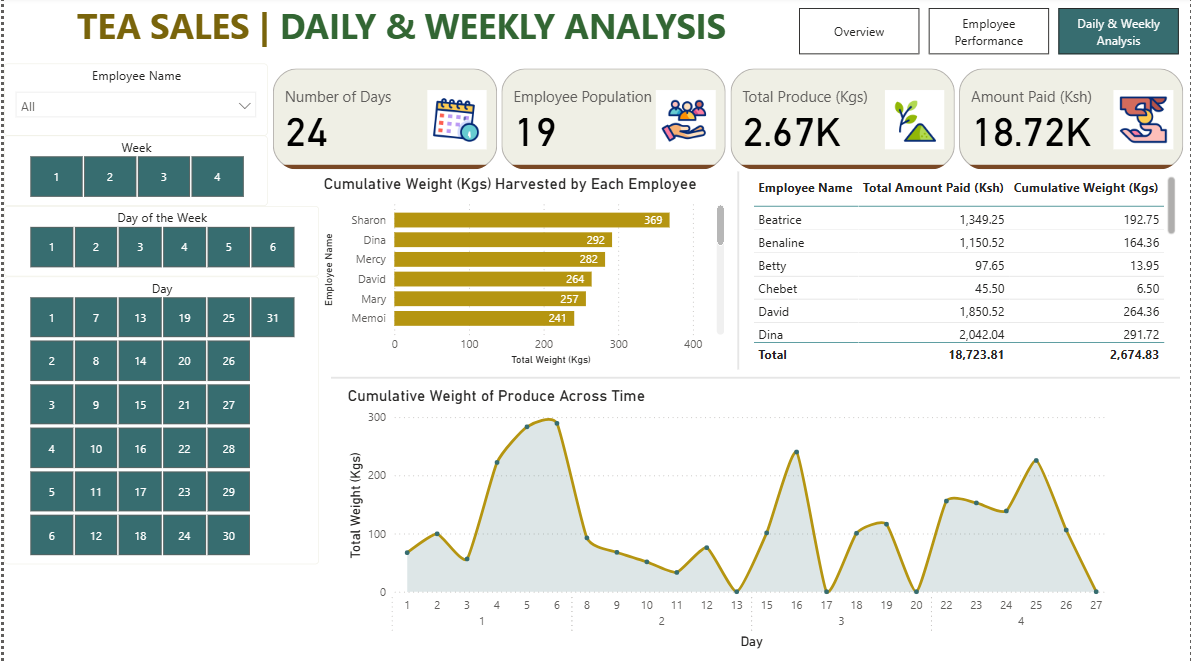 TEA SALES | DAILY & WEEKLY ANALYSIS
Overview
Employee
Performance
Daily & Weekly
Analysis
Employee Name
All
Week
1 2 3 4
Day of the Week
1 2 3 4 5 6
Day
1 7 13 19 25 31
2 8 14 20 26
3 9 15 21 27
4 10 16 22 28
5 11 17 23 29
6 12 18 24 30
Number of Days
24
Employee Population
19
Total Produce (Kgs)
2.67K
Amount Paid (Ksh)
18.72K
Cumulative Weight (Kgs) Harvested by Each Employee
Employee Name
Sharon 369
Dina 292
Mercy 282
David 264
Mary 257
Memoi 241
0 100 200 300 400
Total Weight (Kgs)
Employee Name Total Amount Paid (Ksh) Cumulative Weight (Kgs)
Beatrice 1,349.25 192.75
Benaline 1,150.52 164.36
Betty 97.65 13.95
Chebet 45.50 6.50
David 1,850.52 264.36
Dina 2,042.04 291.72
Total 18,723.81 2,674.83
Cumulative Weight of Produce Across Time
Total Weight (Kgs)
300
200
100
0
1 2 3 4 5 6 8 9 10 11 12 13 15 16 17 18 19 20 22 23 24 25 26 27
1 2 3 4
Day